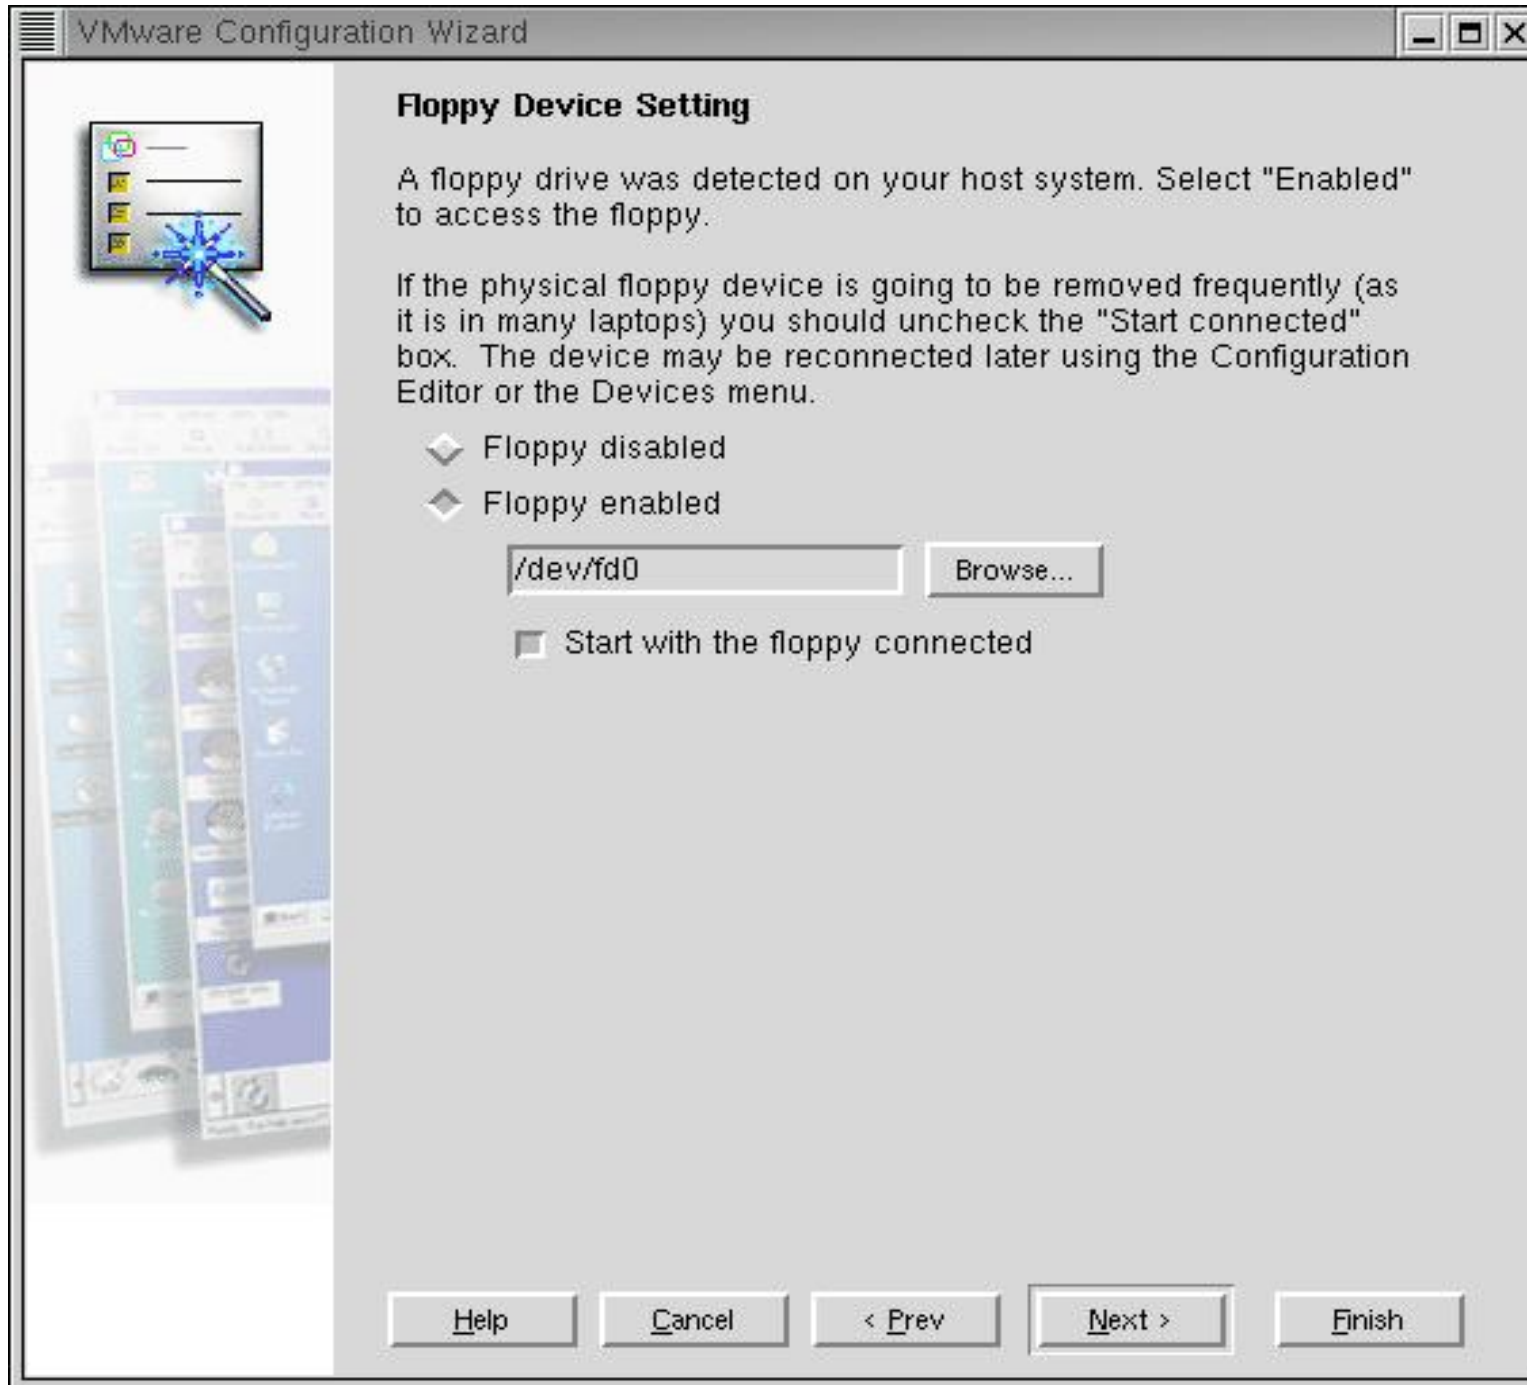 VMware Configuration Wizard
Floppy Device Setting
A floppy drive was detected on your host system. Select "Enabled"
to access the floppy.
If the physical floppy device is going to be removed frequently (as
it is in many laptops) you should uncheck the "Start connected"
box.  The device may be reconnected later using the Configuration
Editor or the Devices menu.
Floppy disabled
Floppy enabled
/dev/fd0
Browse...
Start with the floppy connected
Help
Cancel
< Prev
Next >
Finish